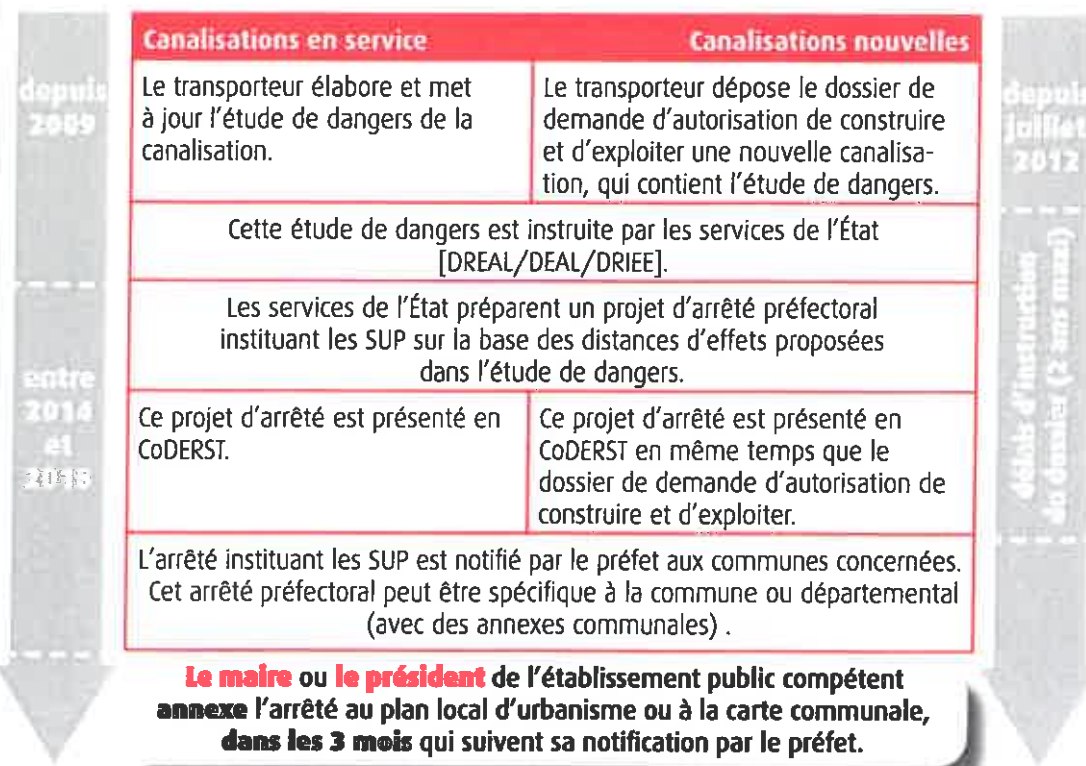 Canalisations en service
Canalisations nouvelles
depuis
2009
Le transporteur élabore et met
à jour l'étude de dangers de la
canalisation.
Le transporteur dépose le dossier de
demande d'autorisation de construire
et d'exploiter une nouvelle canalisa-
tion, qui contient l'étude de dangers.
depuis
juillet
2012
Cette étude de dangers est instruite par les services de l'État
[DREAL/DEAL/DRIEE].
Les services de l'État préparent un projet d'arrêté préfectoral
instituant les SUP sur la base des distances d'effets proposées
dans l'étude de dangers.
entre
2014
et
Ce projet d'arrêté est présenté en
CoDERST.
Ce projet d'arrêté est présenté en
CoDERST en même temps que le
dossier de demande d'autorisation de
construire et d'exploiter.
délais d'instruction
du dossier (2 ans maxi)
L'arrêté instituant les SUP est notifié par le préfet aux communes concernées.
Cet arrêté préfectoral peut être spécifique à la commune ou départemental
(avec des annexes communales) .
Le maire ou le président de l'établissement public compétent
annexe l'arrêté au plan local d'urbanisme ou à la carte communale,
dans les 3 mois qui suivent sa notification par le préfet.